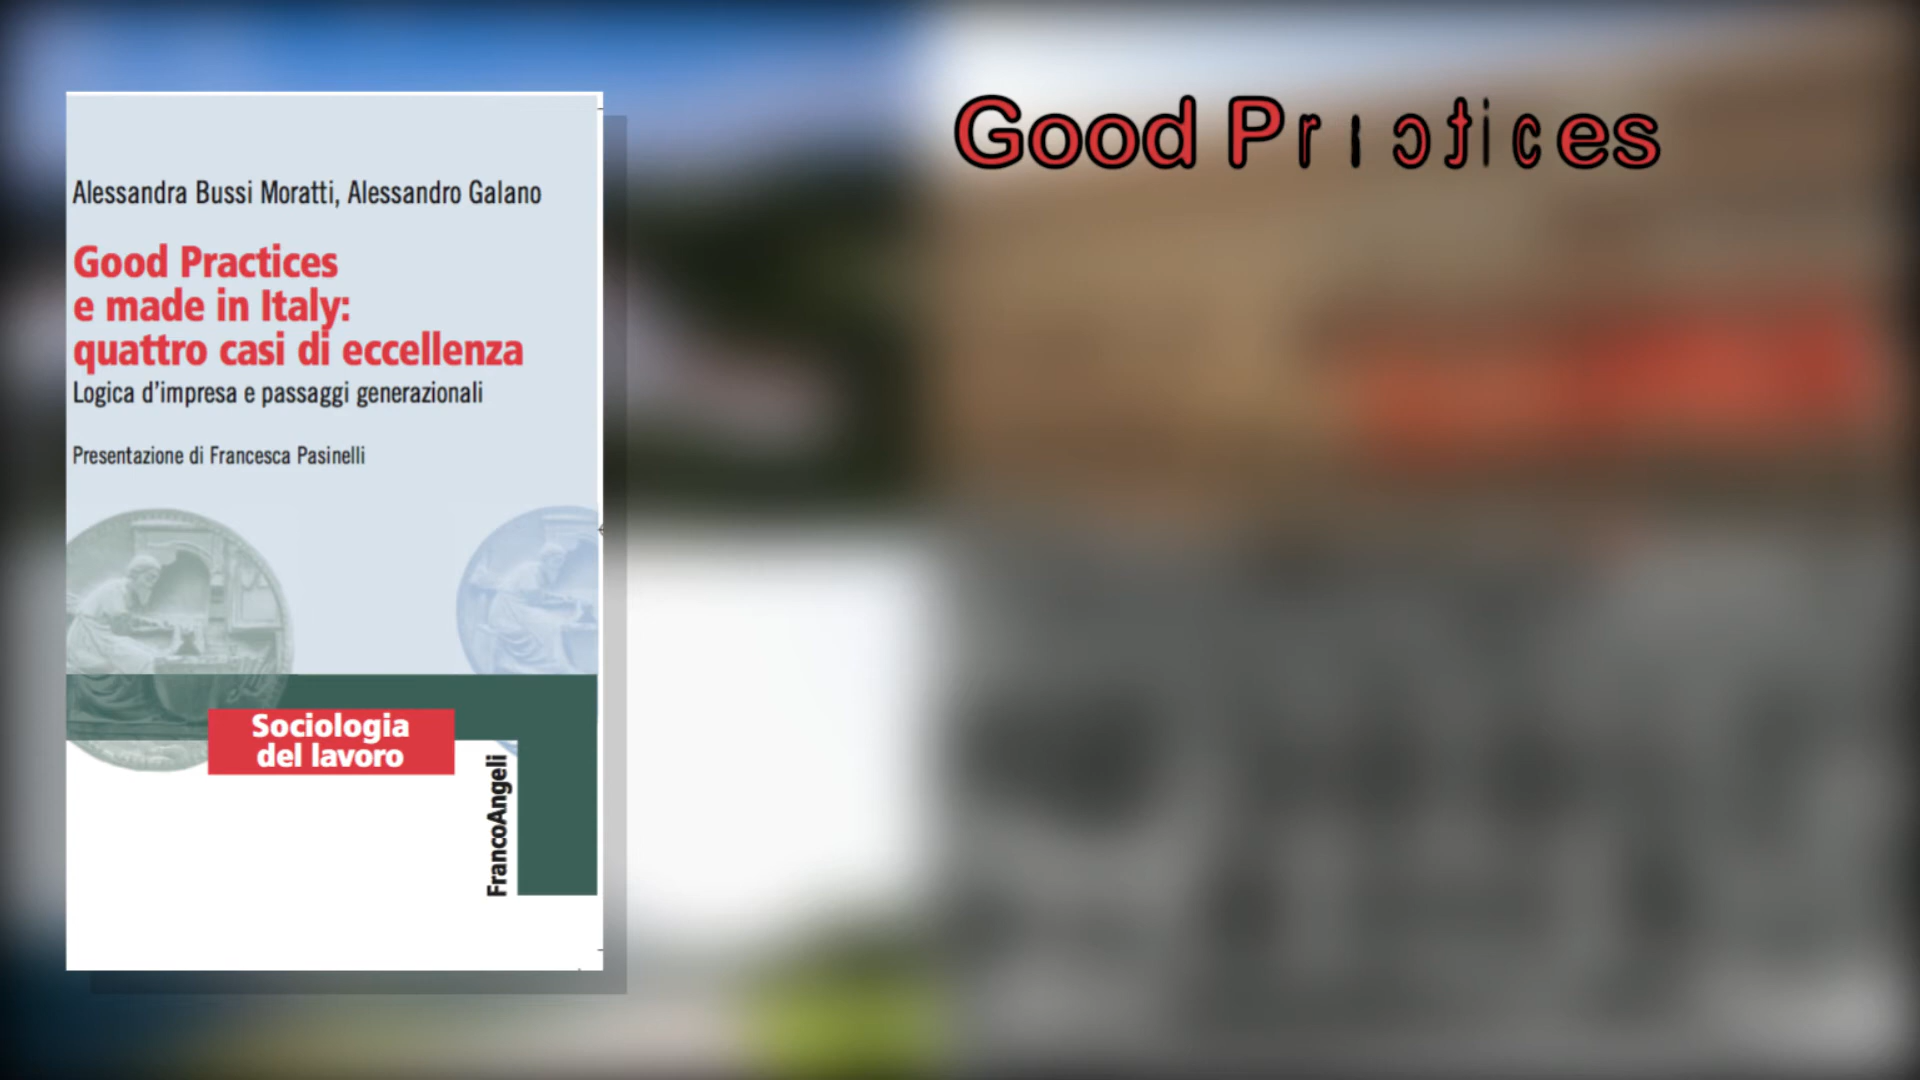 Alessandra Bussi Moratti, Alessandro Galano
Good Practices
e made in Italy:
quattro casi di eccellenza
Logica d'impresa e passaggi generazionali
Presentazione di Francesca Pasinelli
Sociologia
del lavoro
FrancoAngeli
Good Practices